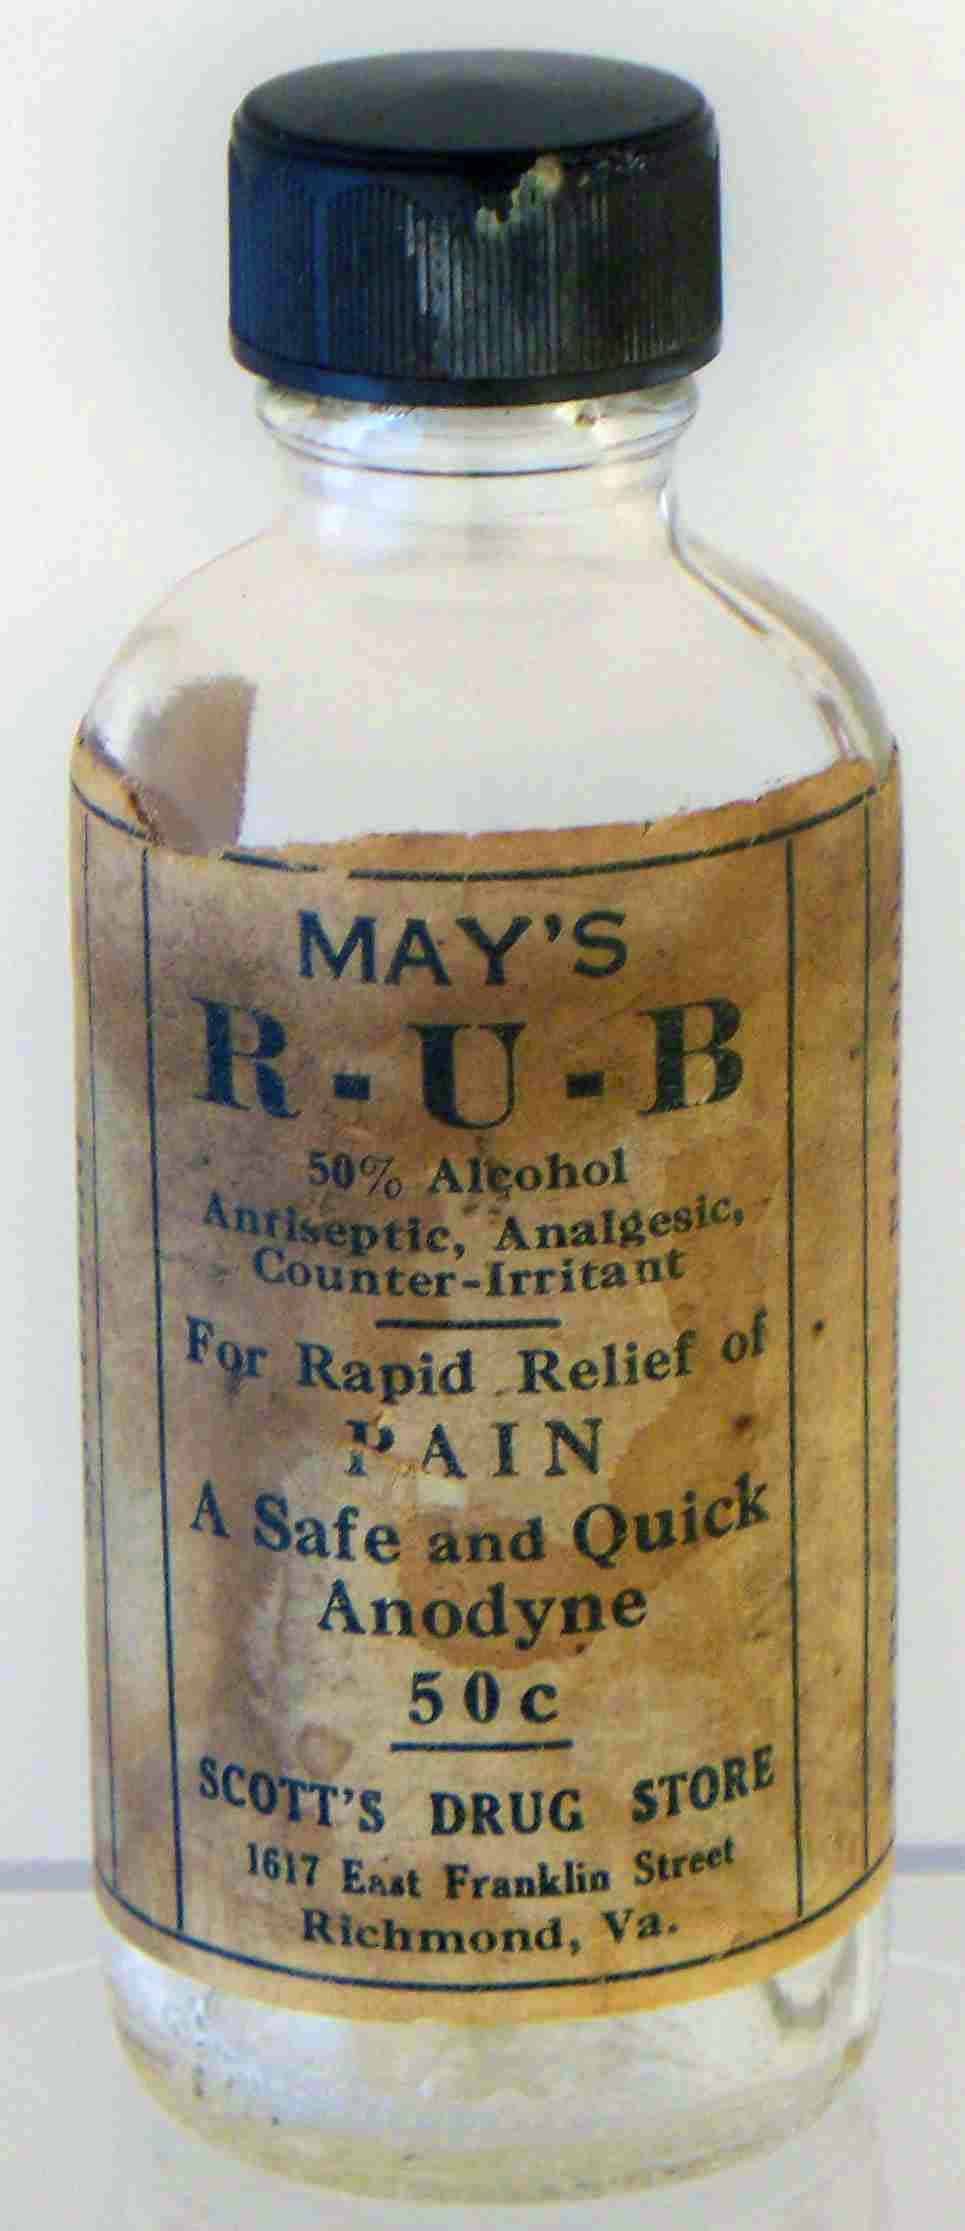 MAY'S
R-U-B
50% Alcohol
Antiseptic, Analgesic,
Counter-Irritant
For Rapid Relief of
PAIN
A Safe and Quick
Anodyne
50c
SCOTT'S DRUG STORE
1617 East Franklin Street
Richmond, Va.